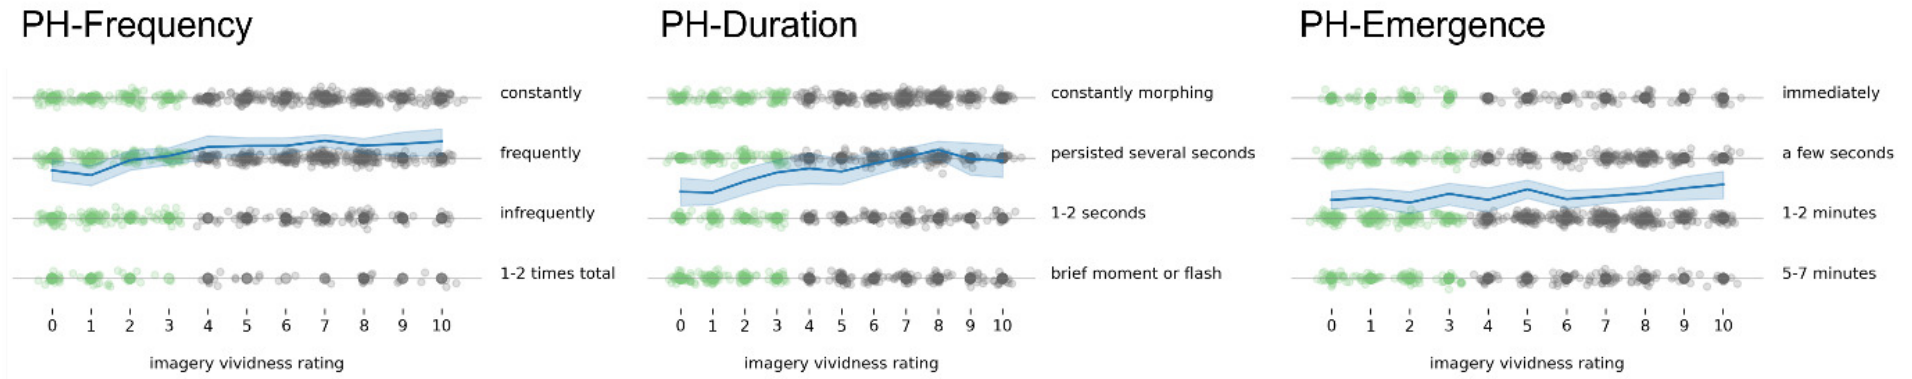 PH-Frequency
constantly
frequently
infrequently
1-2 times total
0 1 2 3 4 5 6 7 8 9 10
imagery vividness rating
PH-Duration
constantly morphing
persisted several seconds
1-2 seconds
brief moment or flash
0 1 2 3 4 5 6 7 8 9 10
imagery vividness rating
PH-Emergence
immediately
a few seconds
1-2 minutes
5-7 minutes
0 1 2 3 4 5 6 7 8 9 10
imagery vividness rating